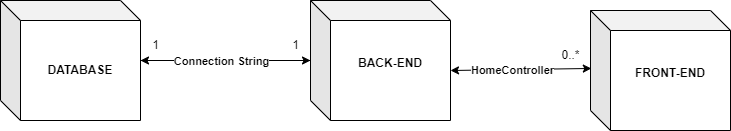 1
1
0..*
DATABASE
Connection String
BACK-END
HomeController
FRONT-END